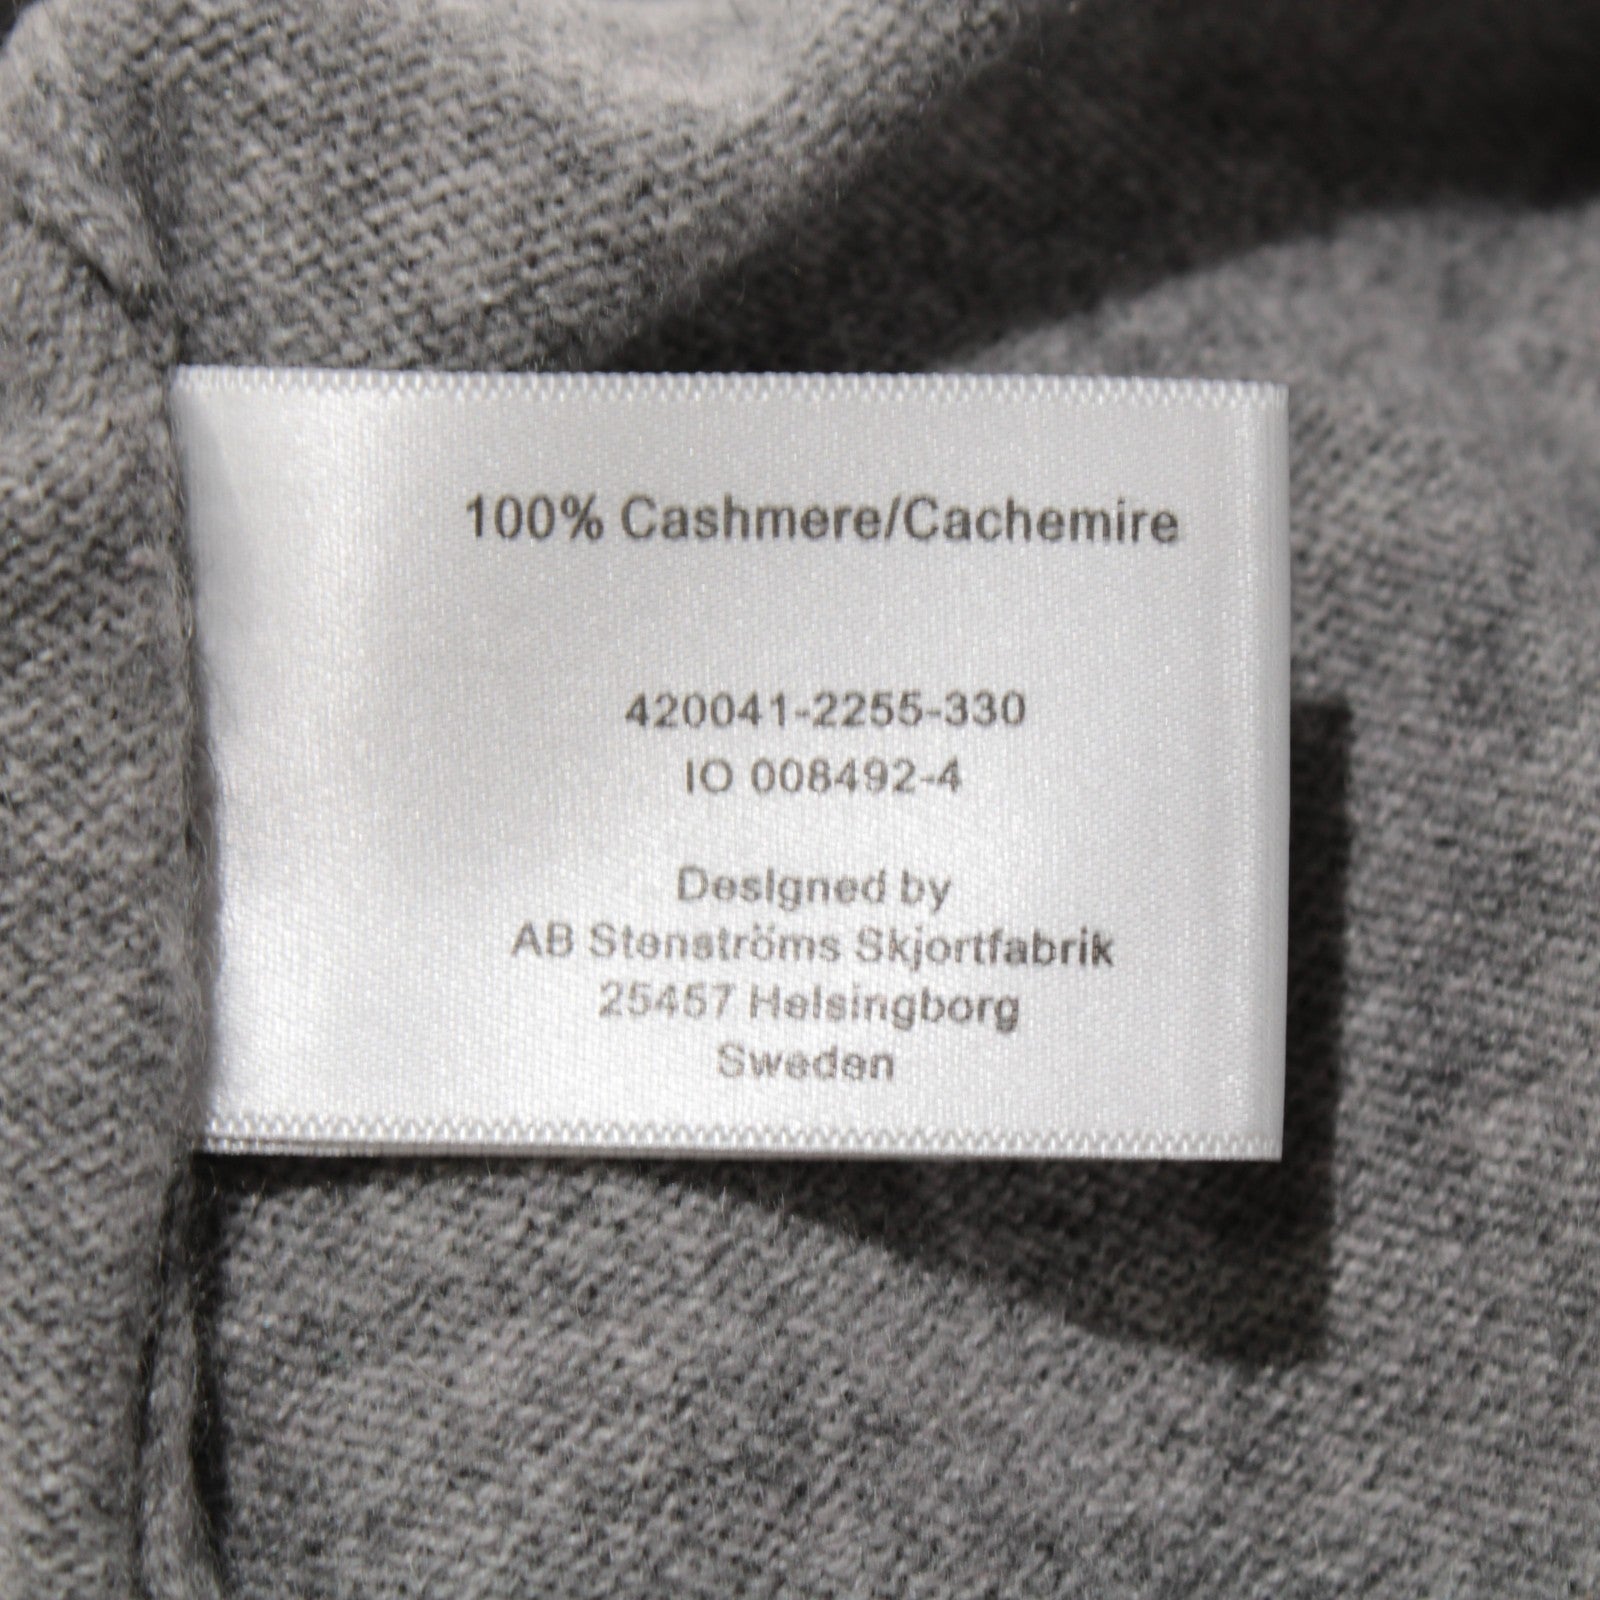 100% Cashmere/Cachemire
420041-2255-330
IO 008492-4
Designed by
AB Stenströms Skjortfabrik
25457 Helsingborg
Sweden